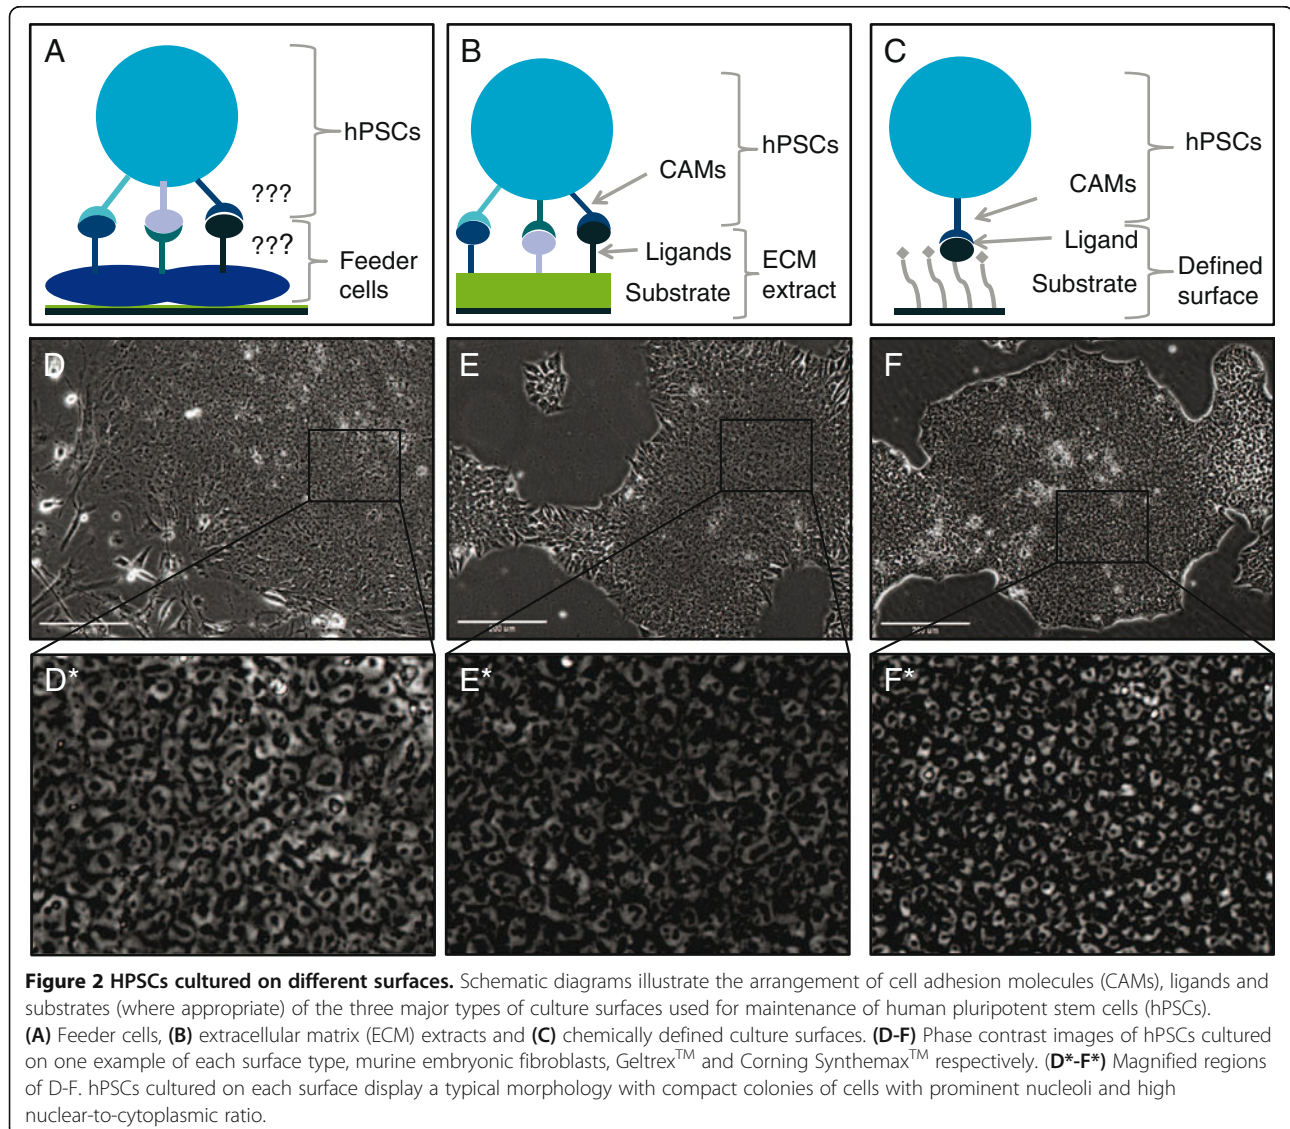 A
hPSCs
???
???
Feeder
cells
B
hPSCs
CAMs
Ligands
Substrate
ECM
extract
C
hPSCs
CAMs
Ligand
Substrate
Defined
surface
D
E
200 µm
F
200 µm
D*
E*
F*
Figure 2 HPSCs cultured on different surfaces. Schematic diagrams illustrate the arrangement of cell adhesion molecules (CAMs), ligands and
substrates (where appropriate) of the three major types of culture surfaces used for maintenance of human pluripotent stem cells (hPSCs).
(A) Feeder cells, (B) extracellular matrix (ECM) extracts and (C) chemically defined culture surfaces. (D-F) Phase contrast images of hPSCs cultured
on one example of each surface type, murine embryonic fibroblasts, Geltrex™ and Corning Synthemax™ respectively. (D*-F*) Magnified regions
of D-F. hPSCs cultured on each surface display a typical morphology with compact colonies of cells with prominent nucleoli and high
nuclear-to-cytoplasmic ratio.